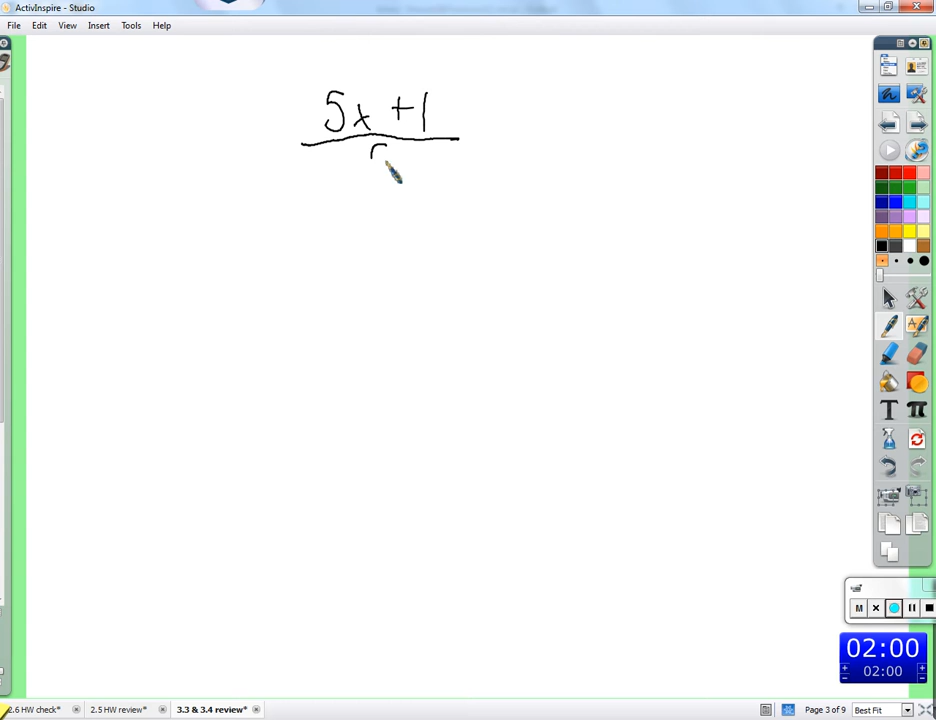 ActivInspire - Studio
File Edit View Insert Tools Help
5x +1
M
02:00
02:00
2.6 HW check* 2.5 HW review* 3.3 & 3.4 review* Page 3 of 9 Best Fit